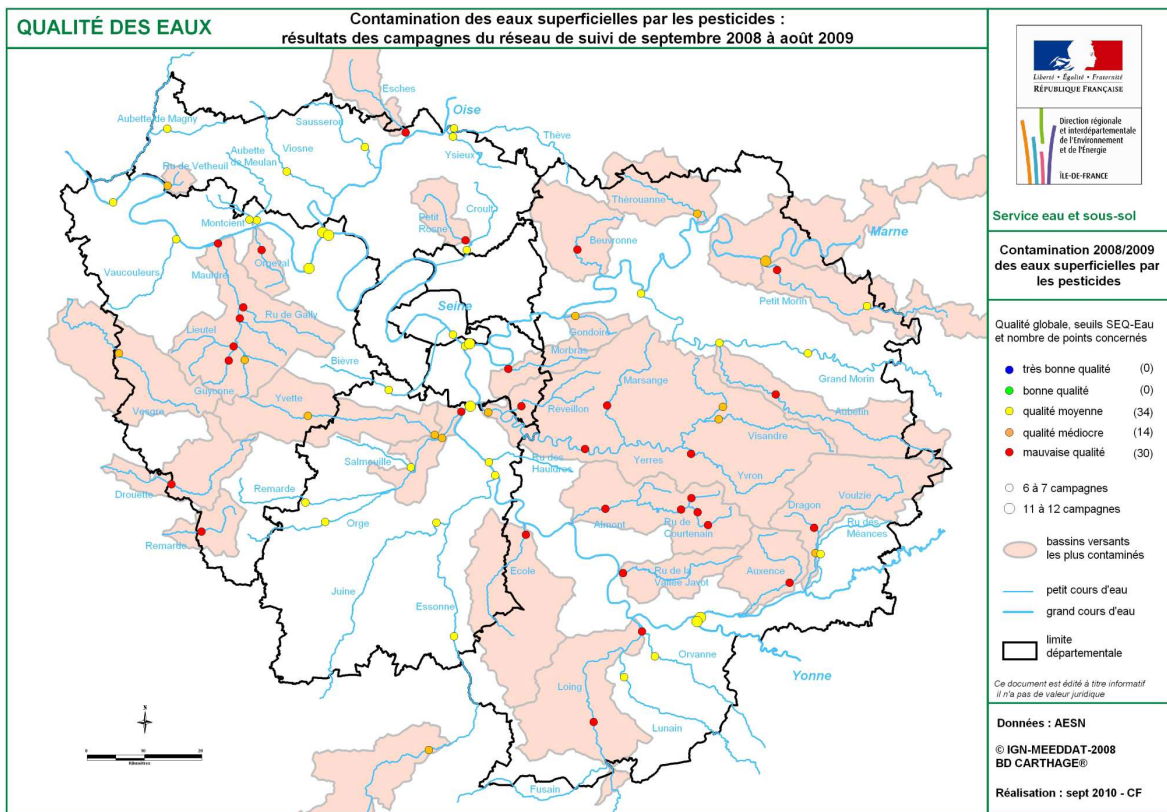 QUALITÉ DES EAUX
Contamination des eaux superficielles par les pesticides :
résultats des campagnes du réseau de suivi de septembre 2008 à août 2009
Liberté • Égalité • Fraternité
RÉPUBLIQUE FRANÇAISE
Direction régionale
et interdépartementale
de l'Environnement
et de l'Énergie
ÎLE-DE-FRANCE
Service eau et sous-sol
Contamination 2008/2009
des eaux superficielles par
les pesticides
Qualité globale, seuils SEQ-Eau
et nombre de points concernés
très bonne qualité (0)
bonne qualité (0)
qualité moyenne (34)
qualité médiocre (14)
mauvaise qualité (30)
6 à 7 campagnes
11 à 12 campagnes
bassins versants
les plus contaminés
petit cours d'eau
grand cours d'eau
limite
départementale
Ce document est édité à titre informatif
il n'a pas de valeur juridique
Données : AESN
© IGN-MEEDDAT-2008
BD CARTHAGE®
Réalisation : sept 2010 - CF
Esches
Oise
Aubette de Magny
Sausseron
Thève
Aubette
de Meulan
Viosne
Ysieux
Ru de Vetheuil
Thérouanne
Croult
Petit
Rosne
Montcient
Marne
Beuvronne
Orgeval
Vaucouleurs
Mauldre
Petit Morin
Seine
Ru de Gally
Lieutel
Gondoire
Morbras
Bièvre
Grand Morin
Marsange
Guyonne
Yvette
Vesgre
Réveillon
Aubetin
Visandre
Salmouille
Ru des
Hauldres
Yerres
Yvron
Drouette
Remarde
Voulzie
Dragon
Orge
Almont
Ru de
Courtenain
Ru des
Méances
Remarde
Ecole
Ru de la
Vallée Javot
Auxence
Juine
Essonne
Orvanne
Yonne
Loing
Lunain
Fusain
N
0
10
20
Kilomètres